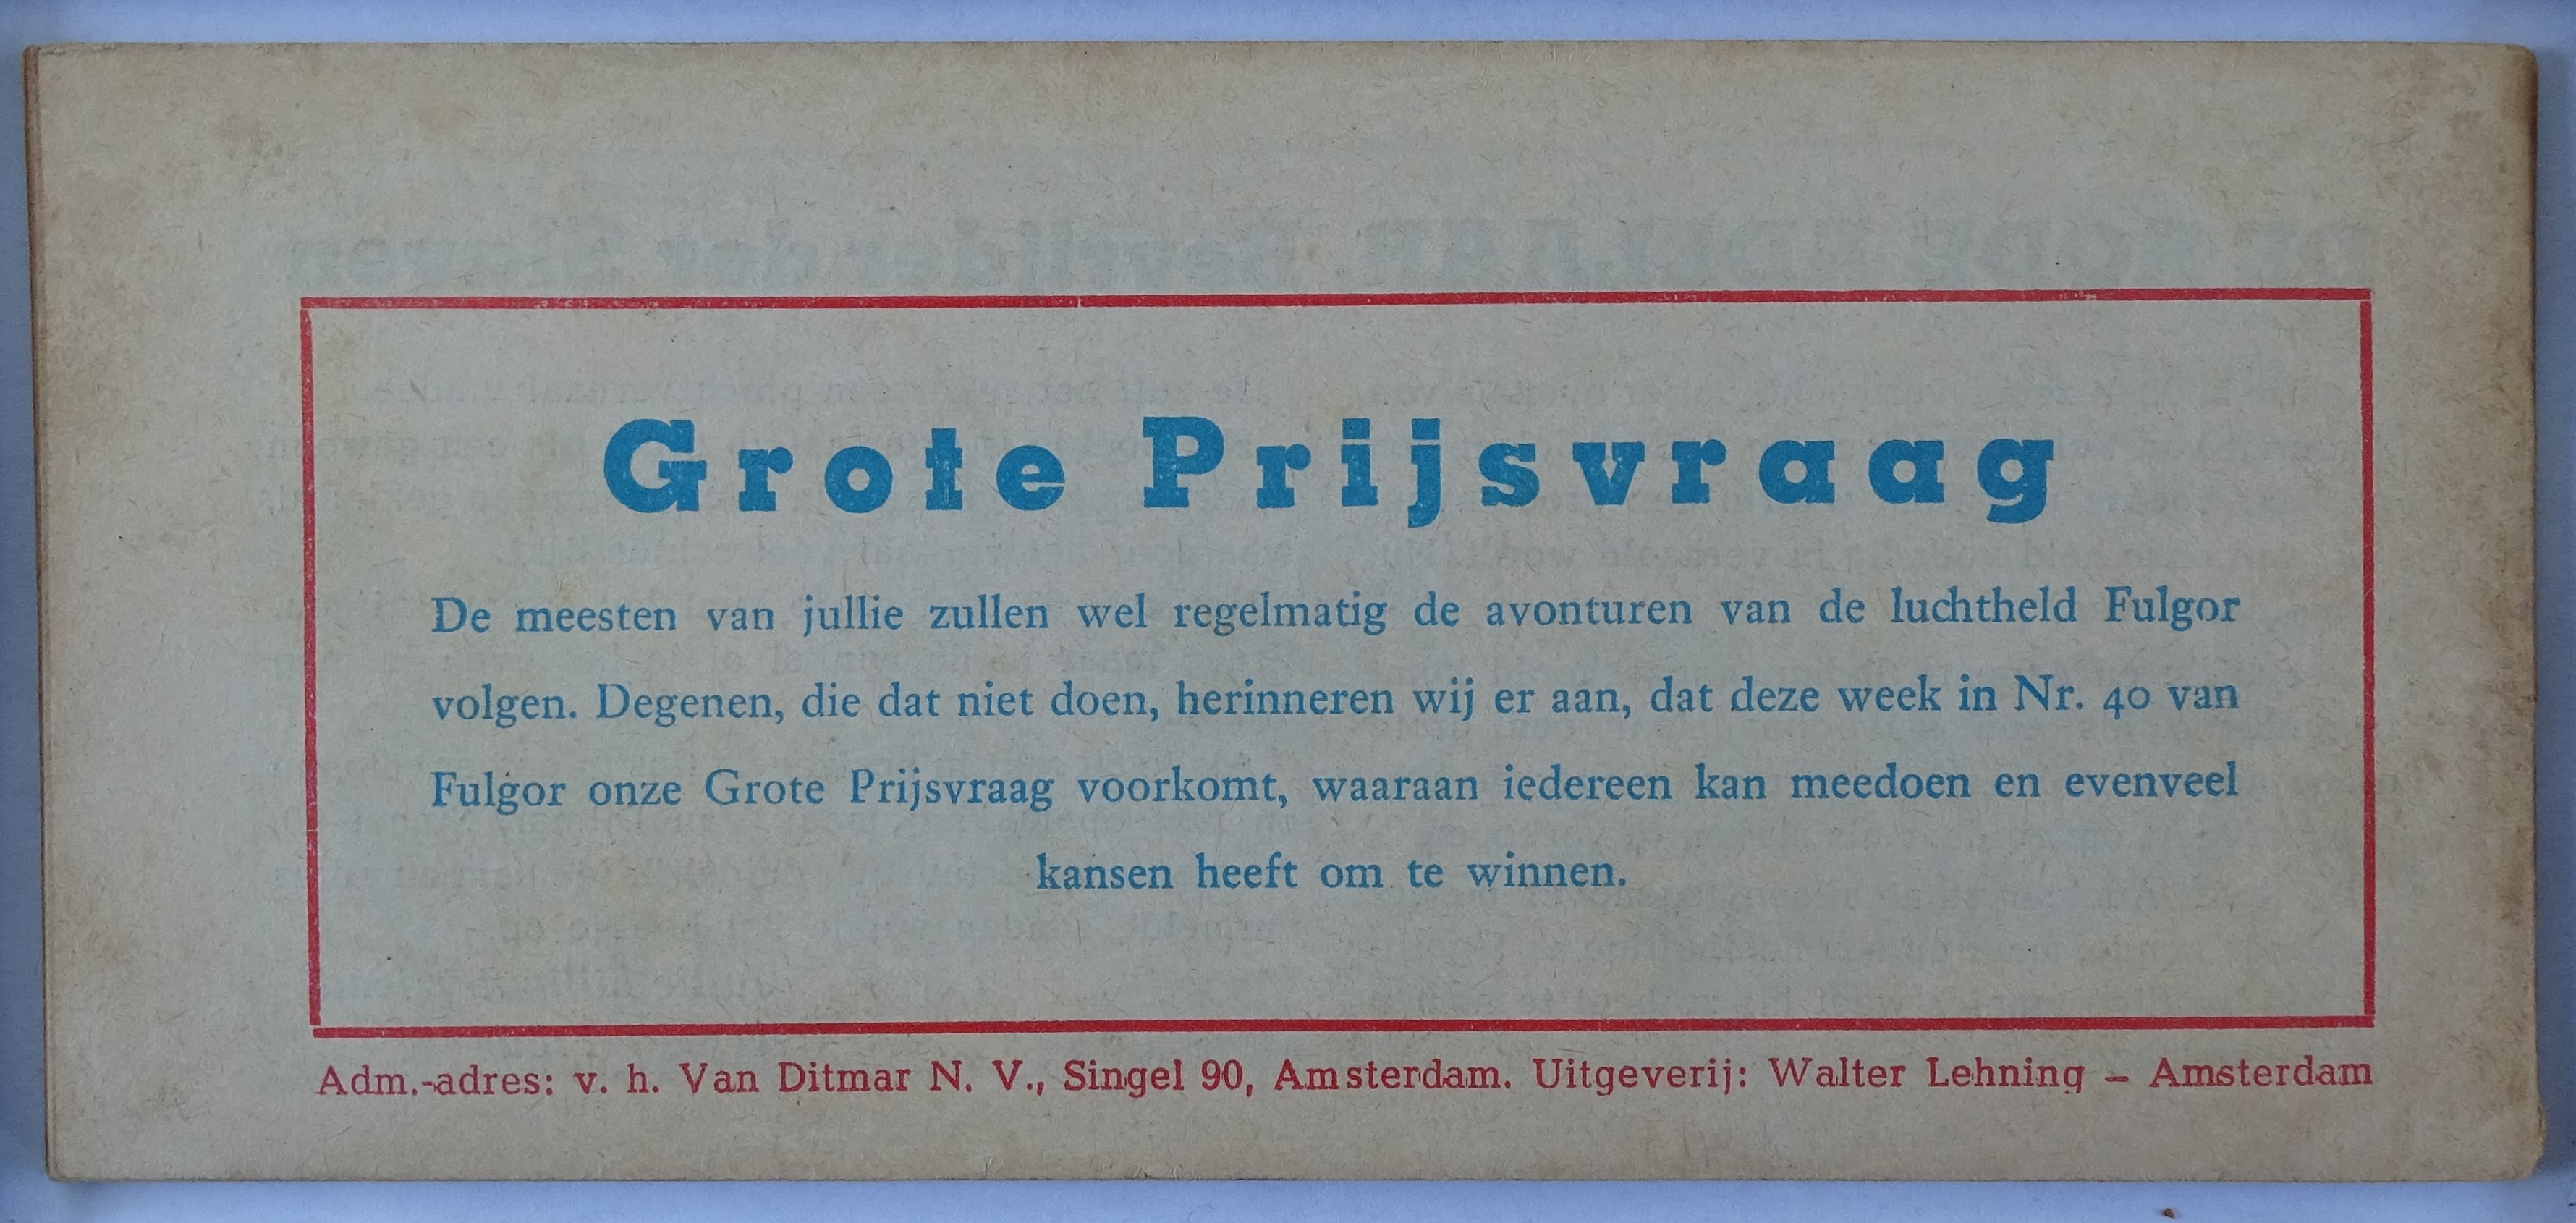 Grote Prijsvraag
De meesten van jullie zullen wel regelmatig de avonturen van de luchtheld Fulgor
volgen. Degenen, die dat niet doen, herinneren wij er aan, dat deze week in Nr. 40 van
Fulgor onze Grote Prijsvraag voorkomt, waaraan iedereen kan meedoen en evenveel
kansen heeft om te winnen.
Adm.-adres: v. h. Van Ditmar N. V., Singel 90, Amsterdam. Uitgeverij: Walter Lehning – Amsterdam